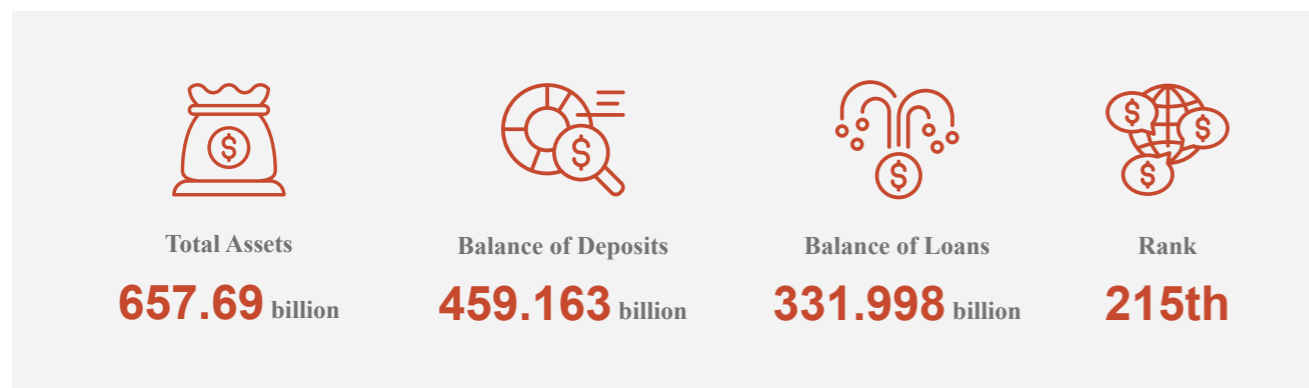 Total Assets
657.69 billion
Balance of Deposits
459.163 billion
Balance of Loans
331.998 billion
Rank
215th